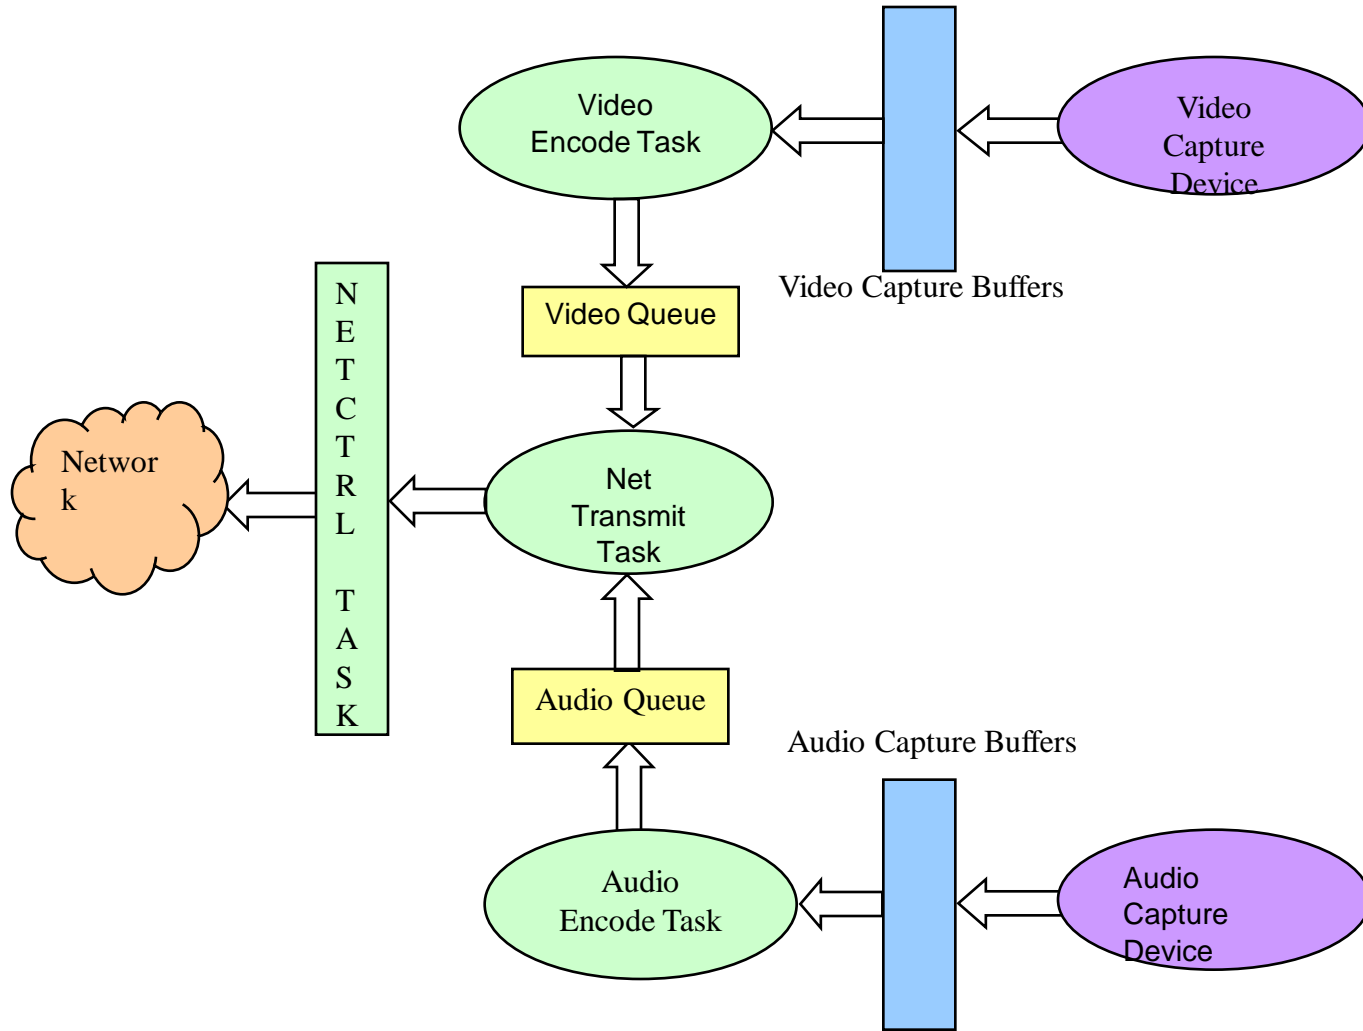 Video
Encode Task
Video
Capture
Device
Video Capture Buffers
Video Queue
N
E
T
C
T
R
L
T
A
S
K
Networ
k
Net
Transmit
Task
Audio Queue
Audio Capture Buffers
Audio
Encode Task
Audio
Capture
Device